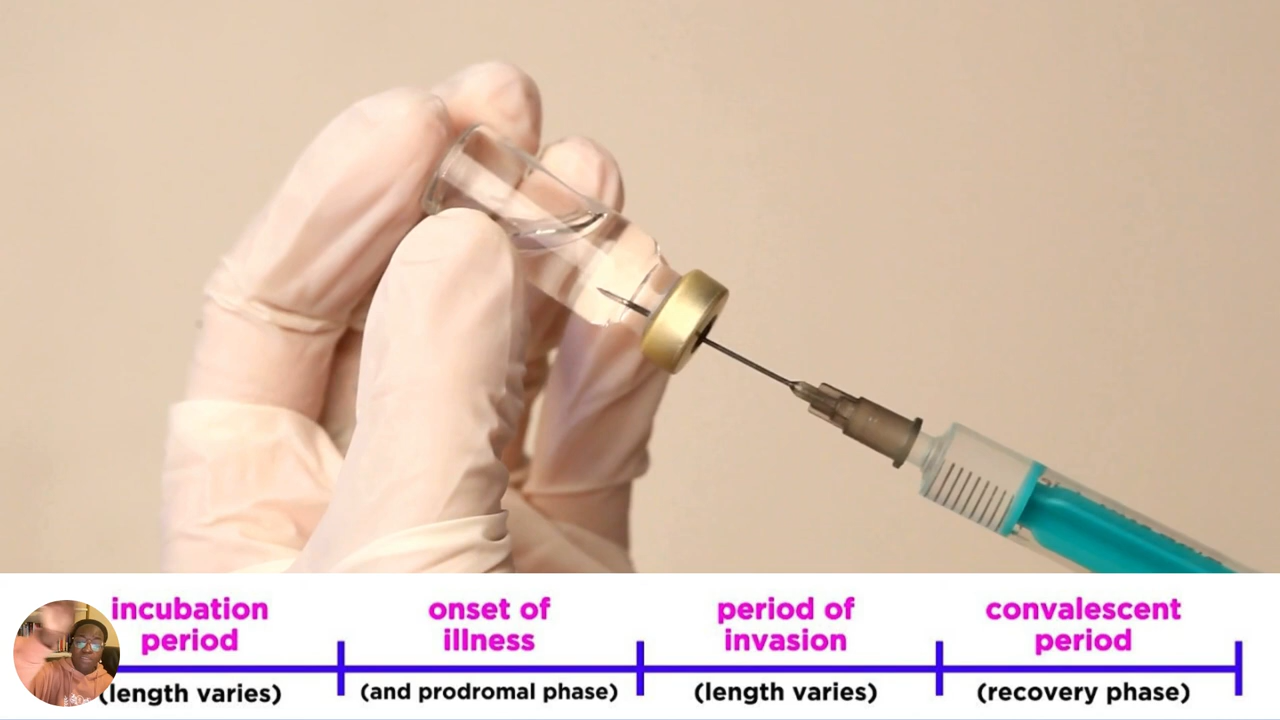 incubation
period
(length varies)
onset of
illness
(and prodromal phase)
period of
invasion
(length varies)
convalescent
period
(recovery phase)